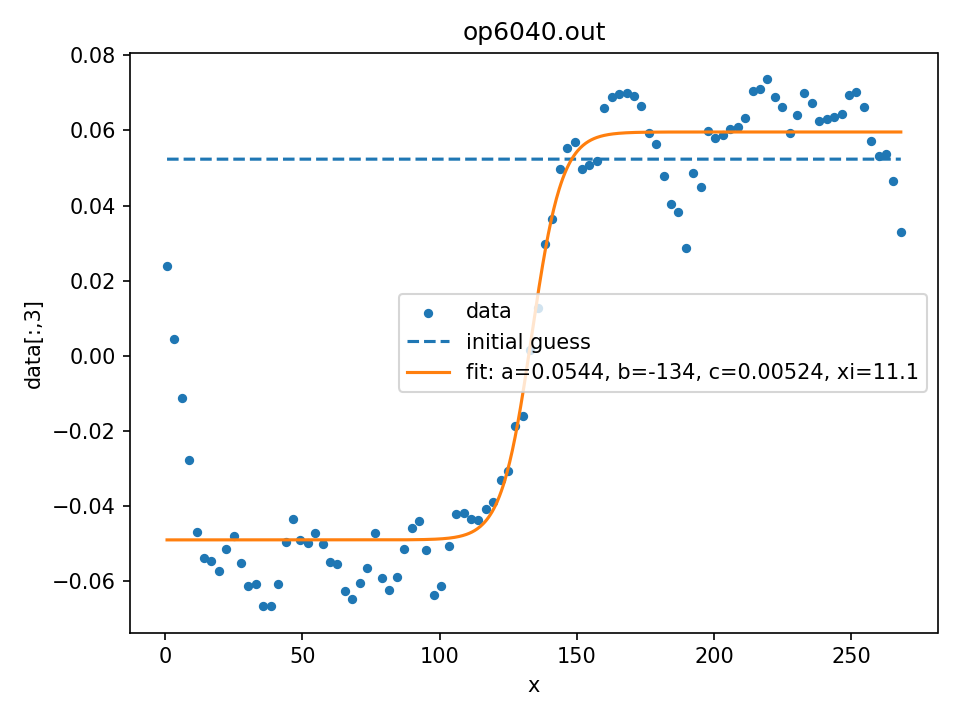 op6040.out
0.08
0.06
0.04
0.02
0.00
−0.02
−0.04
−0.06
data[:,3]
data
initial guess
fit: a=0.0544, b=-134, c=0.00524, xi=11.1
0 50 100 150 200 250
x